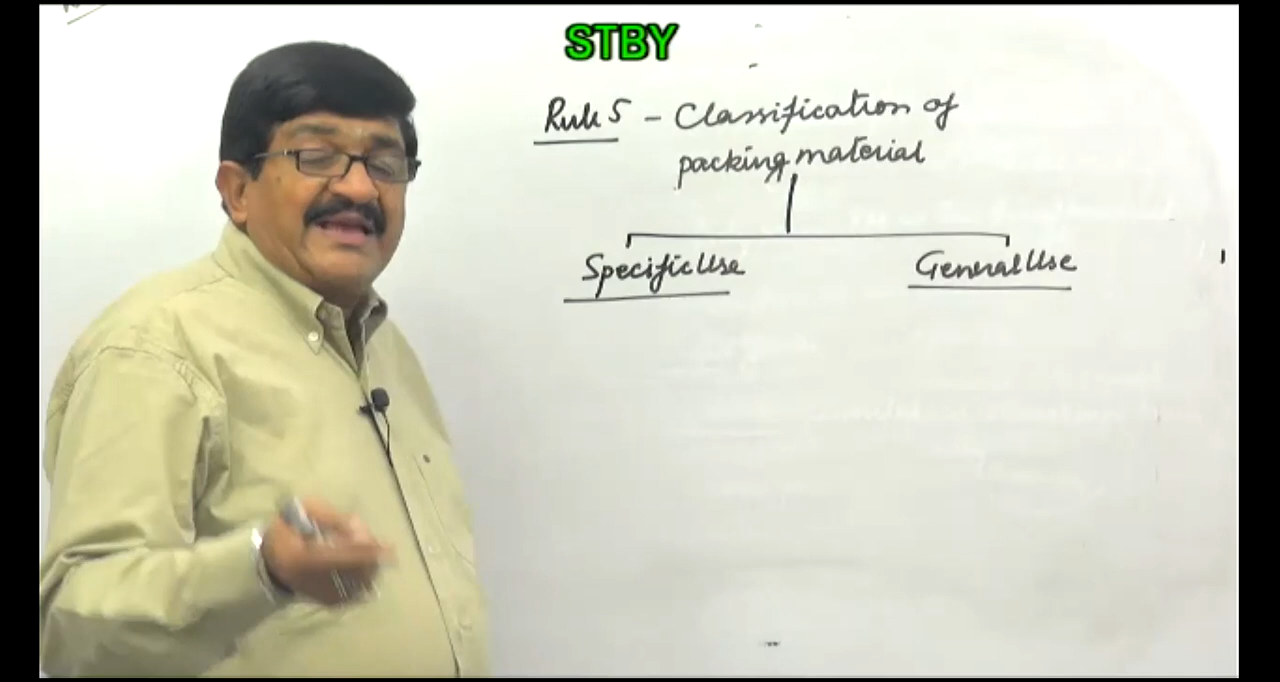 STBY
Rule 5 - Classification of
packing material
Specific Use
General Use